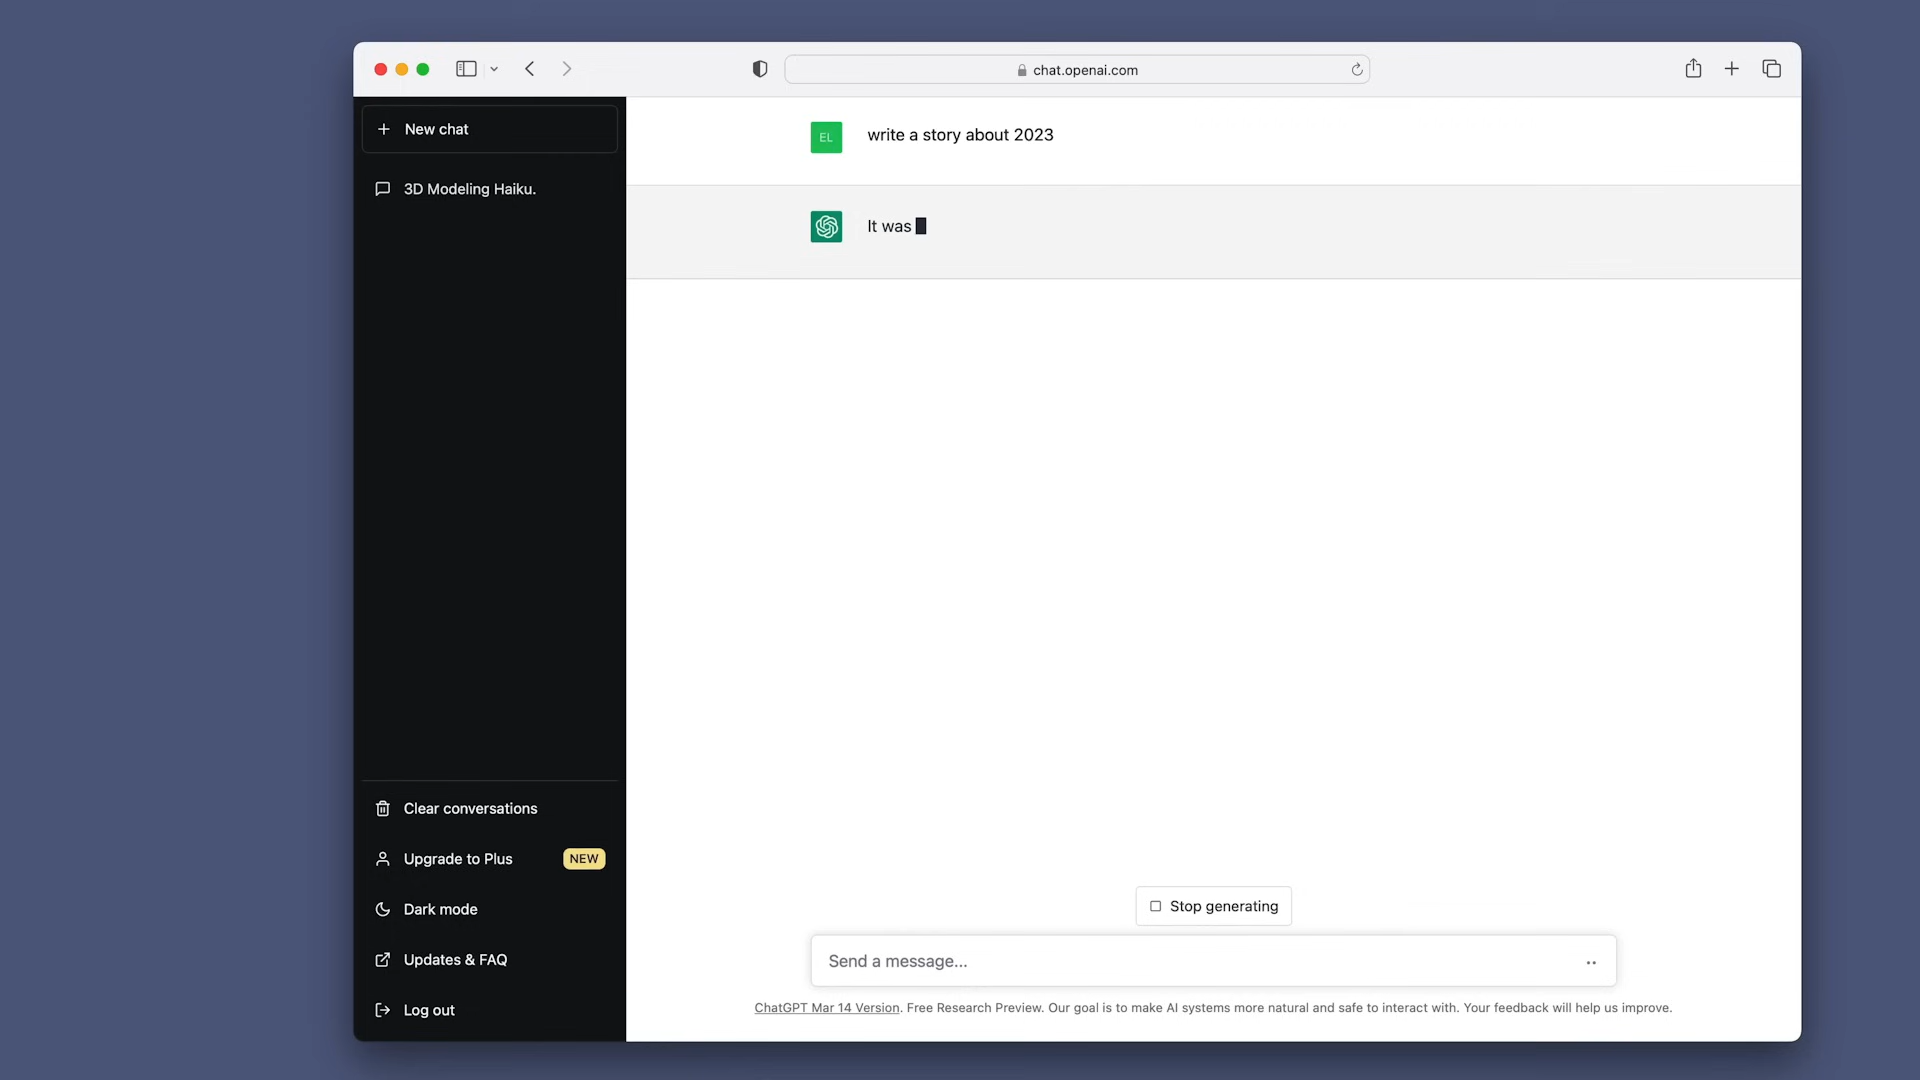 chat.openai.com
New chat
3D Modeling Haiku.
EL
write a story about 2023
It was
Clear conversations
Upgrade to Plus NEW
Dark mode
Updates & FAQ
Log out
Stop generating
Send a message...
ChatGPT Mar 14 Version. Free Research Preview. Our goal is to make AI systems more natural and safe to interact with. Your feedback will help us improve.